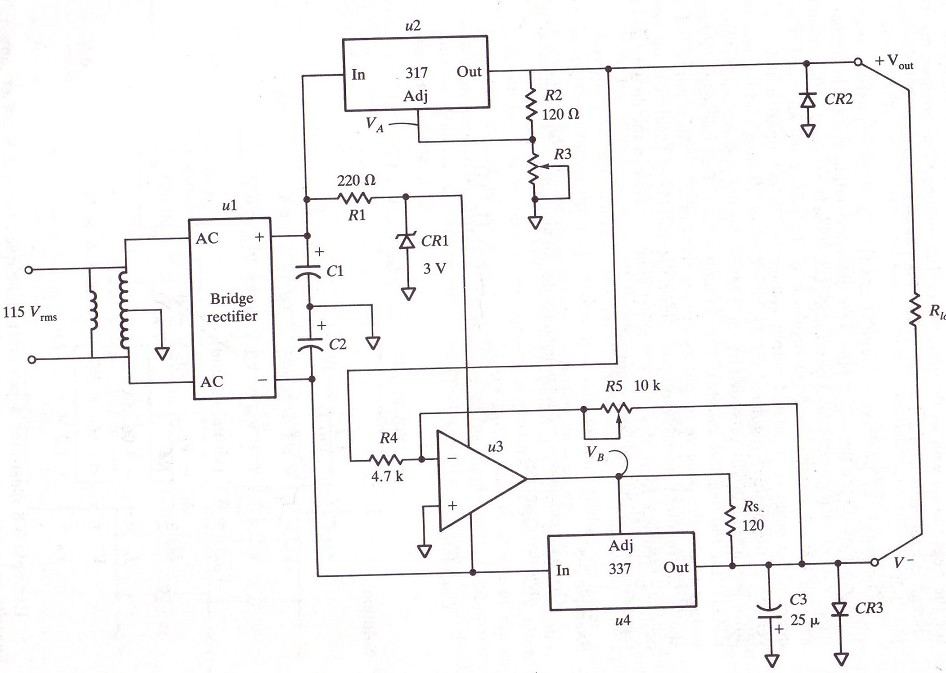 u2
In 317 Out
Adj
V_A
R2
120 Ω
R3
+V_out
CR2
220 Ω
R1
CR1
3 V
u1
AC +
Bridge
rectifier
AC −
+
C1
+
C2
115 V_rms
R5 10 k
R4
4.7 k
−
+
u3
V_B
Rs.
120
Adj
In 337 Out
u4
V−
C3
25 μ
+
CR3